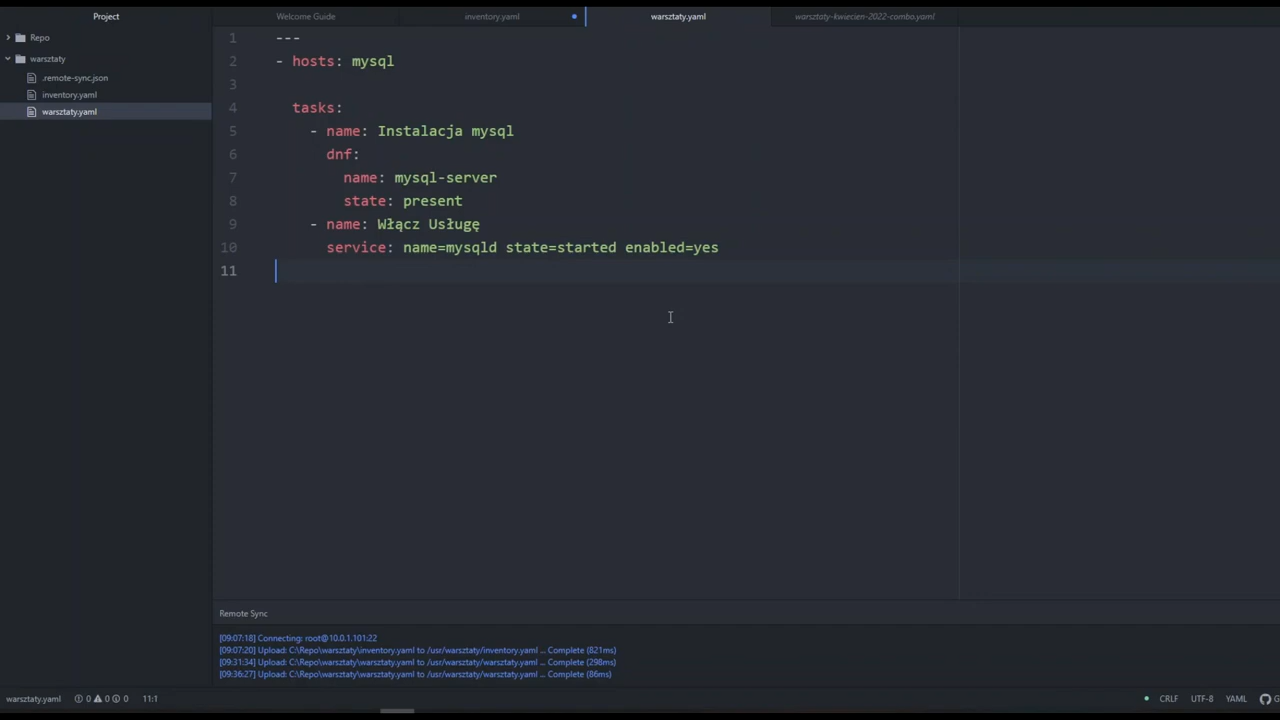 Project
Welcome Guide
inventory.yaml
warsztaty.yaml
warsztaty-kwiecien-2022-combo.yaml
Repo
warsztaty
.remote-sync.json
inventory.yaml
warsztaty.yaml
1 ---
2 - hosts: mysql
3
4 tasks:
5 - name: Instalacja mysql
6 dnf:
7 name: mysql-server
8 state: present
9 - name: Włącz Usługę
10 service: name=mysqld state=started enabled=yes
11
Remote Sync
[09:07:18] Connecting: root@10.0.1.101:22
[09:07:20] Upload: C:\Repo\warsztaty\inventory.yaml to /usr/warsztaty/inventory.yaml ... Complete (821ms)
[09:31:34] Upload: C:\Repo\warsztaty\warsztaty.yaml to /usr/warsztaty/warsztaty.yaml ... Complete (298ms)
[09:36:27] Upload: C:\Repo\warsztaty\warsztaty.yaml to /usr/warsztaty/warsztaty.yaml ... Complete (86ms)
warsztaty.yaml 0 0 0 11:1 CRLF UTF-8 YAML G